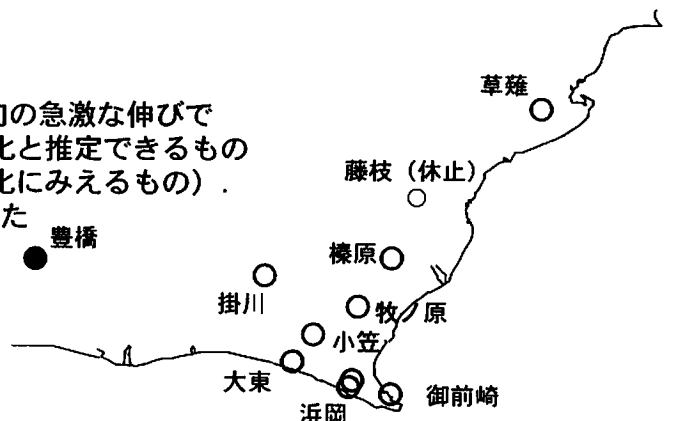 の急激な伸びで
と推定できるもの
にみえるもの）.
た
草薙
藤枝（休止）
豊橋
榛原
掛川
牧ノ原
小笠
大東
浜岡
御前崎